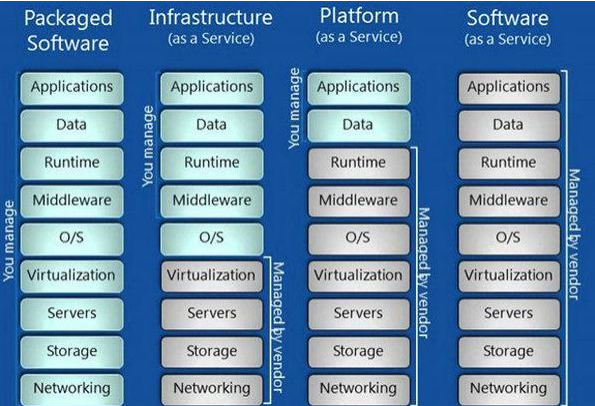 Packaged
Software
You manage
Applications
Data
Runtime
Middleware
O/S
Virtualization
Servers
Storage
Networking
Infrastructure
(as a Service)
You manage
Applications
Data
Runtime
Middleware
O/S
Virtualization
Servers
Storage
Networking
Managed by vendor
Platform
(as a Service)
You manage
Applications
Data
Runtime
Middleware
O/S
Virtualization
Servers
Storage
Networking
Managed by vendor
Software
(as a Service)
Applications
Data
Runtime
Middleware
O/S
Virtualization
Servers
Storage
Networking
Managed by vendor